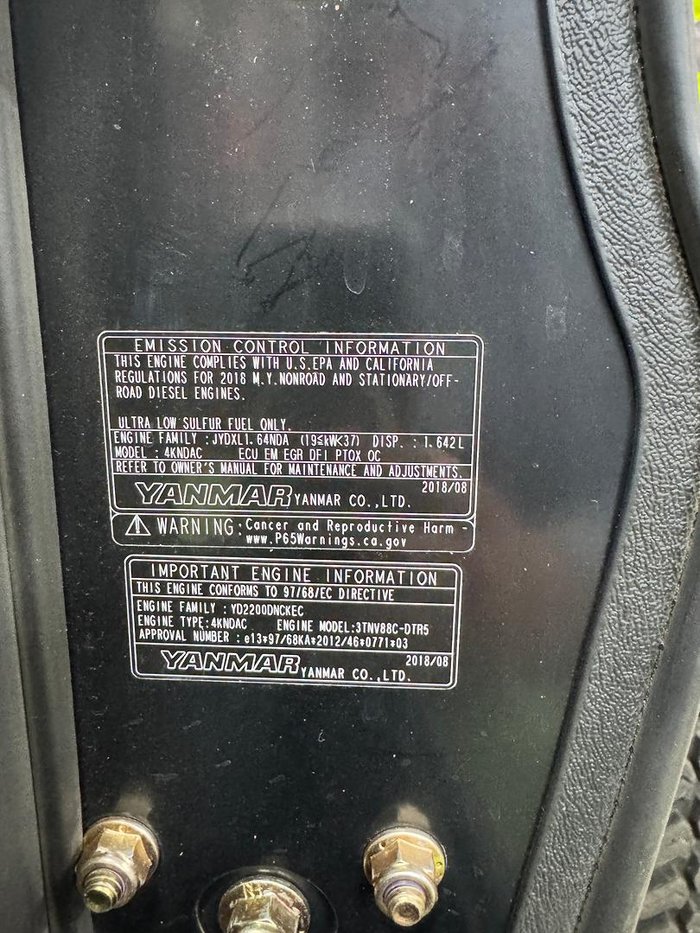 EMISSION CONTROL INFORMATION
THIS ENGINE COMPLIES WITH U.S.EPA AND CALIFORNIA
REGULATIONS FOR 2018 M.Y.NONROAD AND STATIONARY/OFF-
ROAD DIESEL ENGINES.
ULTRA LOW SULFUR FUEL ONLY.
ENGINE FAMILY :JYDXL1.64NDA (19≤kW<37) DISP. :1.642L
MODEL :4KNDAC ECU EM EGR DFI PTOX OC
REFER TO OWNER'S MANUAL FOR MAINTENANCE AND ADJUSTMENTS.
2018/08
YANMAR YANMAR CO.,LTD.
WARNING:Cancer and Reproductive Harm -
www.P65Warnings.ca.gov
IMPORTANT ENGINE INFORMATION
THIS ENGINE CONFORMS TO 97/68/EC DIRECTIVE
ENGINE FAMILY :YD2200DNCKEC
ENGINE TYPE:4KNDAC ENGINE MODEL:3TNV88C-DTR5
APPROVAL NUMBER :e13*97/68KA*2012/46*0771*03
2018/08
YANMAR YANMAR CO.,LTD.